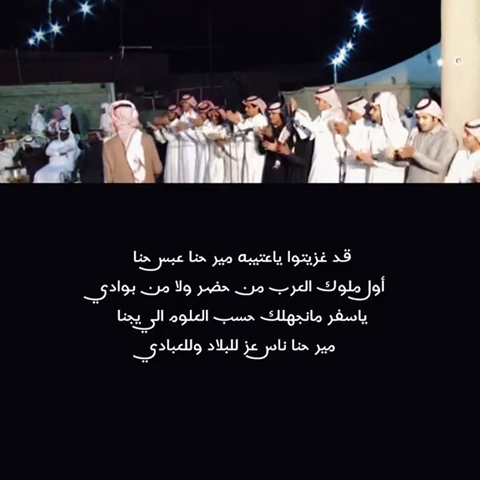 قد غزيتوا ياعتيبه مير حنا عبس حنا
أول ملوك العرب من حضر ولا من بوادي
ياسفر مانجهلك حسب العلوم الي يجنا
مير حنا ناس عز للبلاد وللعبادي